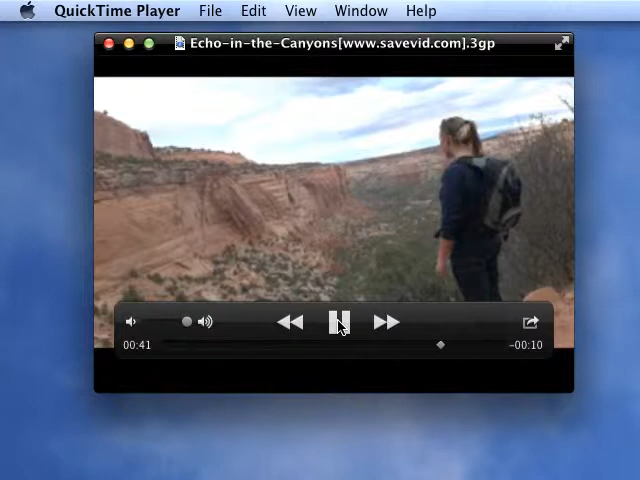 QuickTime Player File Edit View Window Help
Echo-in-the-Canyons[www.savevid.com].3gp
00:41 -00:10